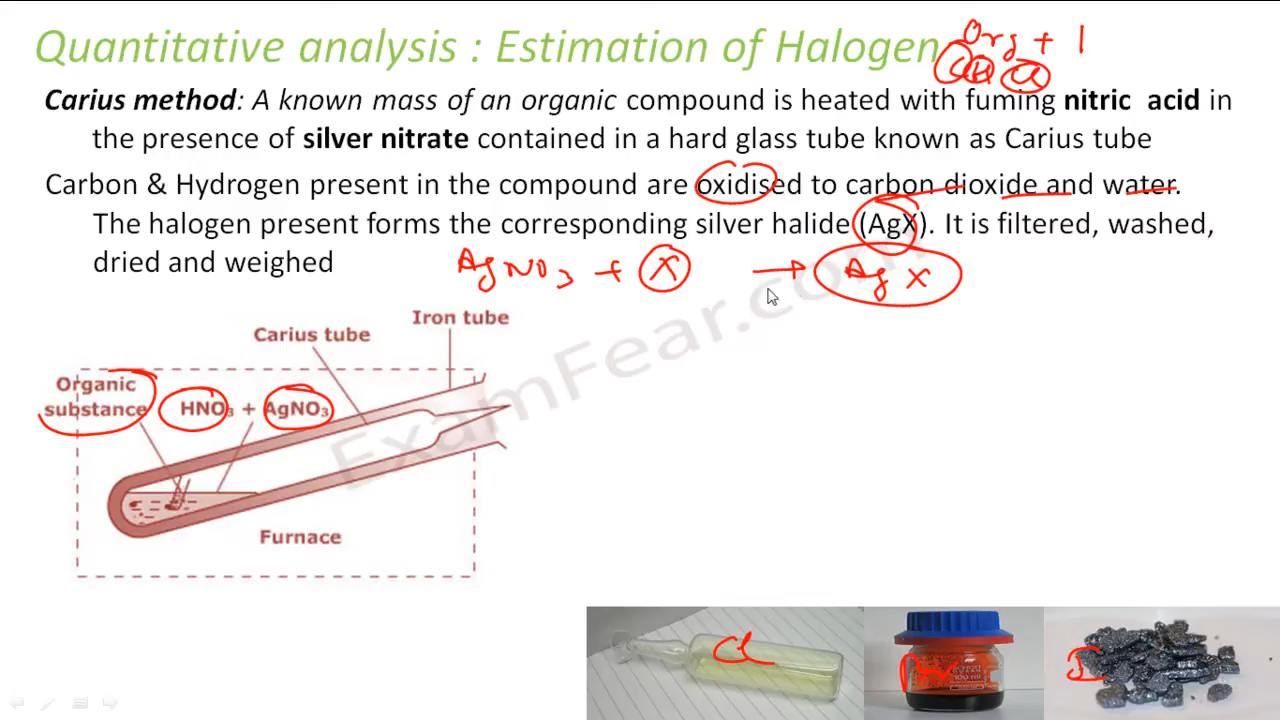 Quantitative analysis : Estimation of Halogen
Org + 1
C H Cl
Carius method: A known mass of an organic compound is heated with fuming nitric acid in
the presence of silver nitrate contained in a hard glass tube known as Carius tube
Carbon & Hydrogen present in the compound are oxidised to carbon dioxide and water.
The halogen present forms the corresponding silver halide (AgX). It is filtered, washed,
dried and weighed
AgNO3 + X → Ag X
Iron tube
Carius tube
Organic
substance
HNO₃ + AgNO₃
Furnace
ExamFear.com
Cl
Br
I